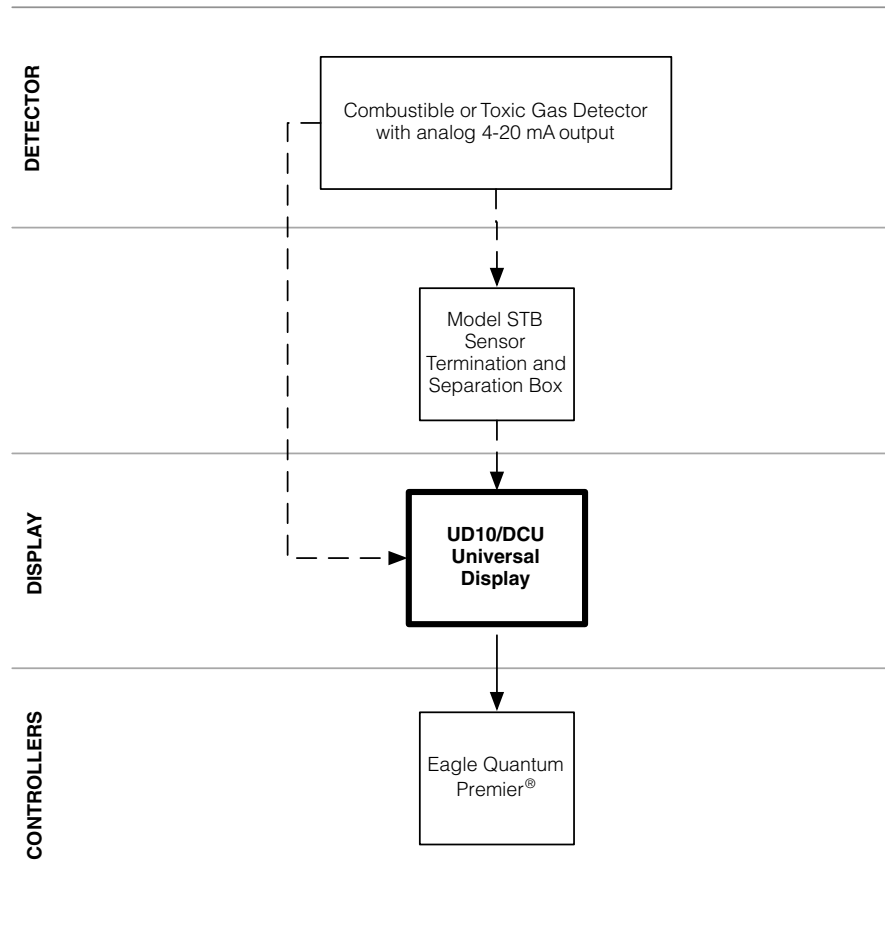 DETECTOR
Combustible or Toxic Gas Detector
with analog 4-20 mA output
Model STB
Sensor
Termination and
Separation Box
DISPLAY
UD10/DCU
Universal
Display
CONTROLLERS
Eagle Quantum
Premier®